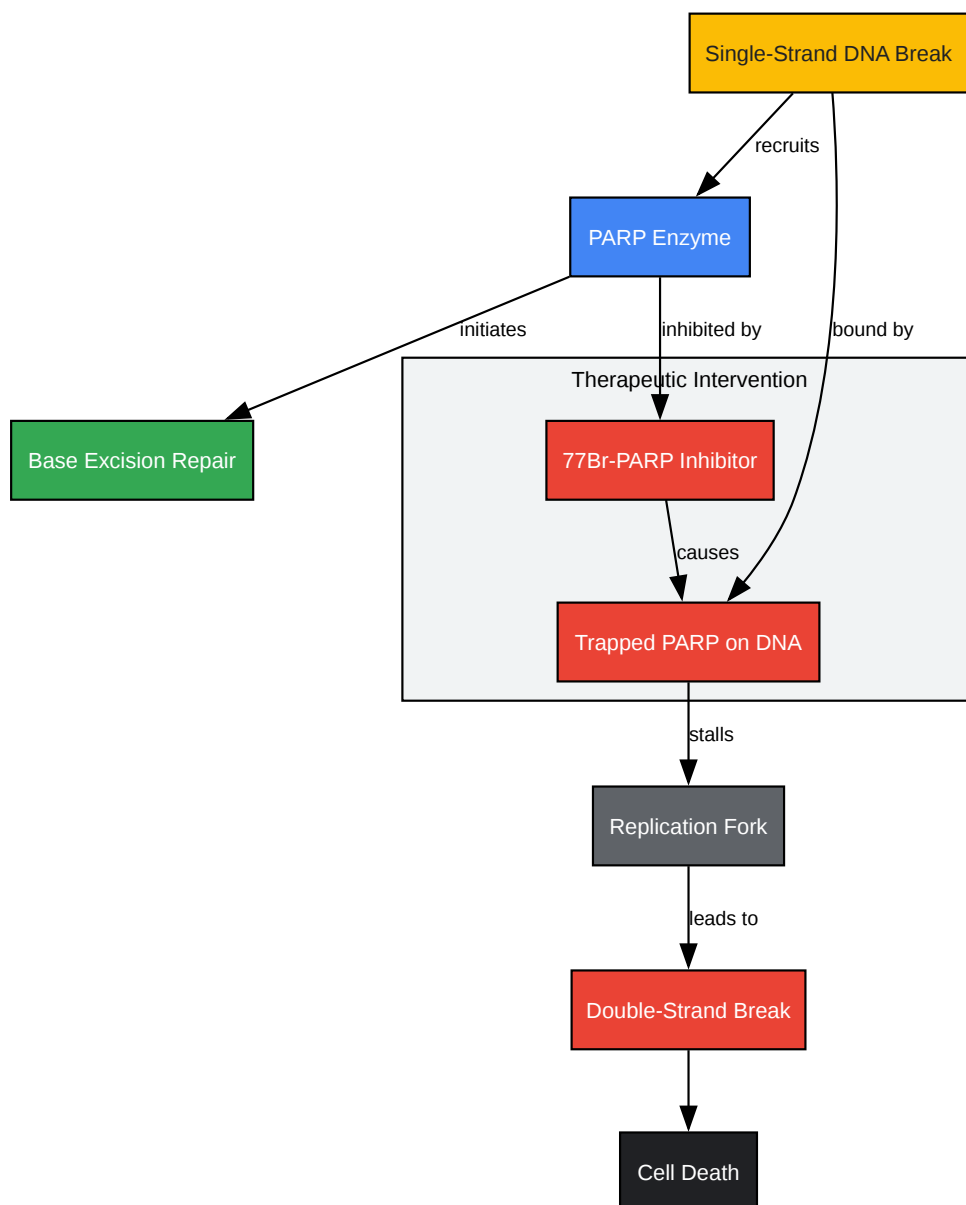 Single-Strand DNA Break
recruits
PARP Enzyme
initiates
inhibited by
bound by
Therapeutic Intervention
Base Excision Repair
77Br-PARP Inhibitor
causes
Trapped PARP on DNA
stalls
Replication Fork
leads to
Double-Strand Break
Cell Death